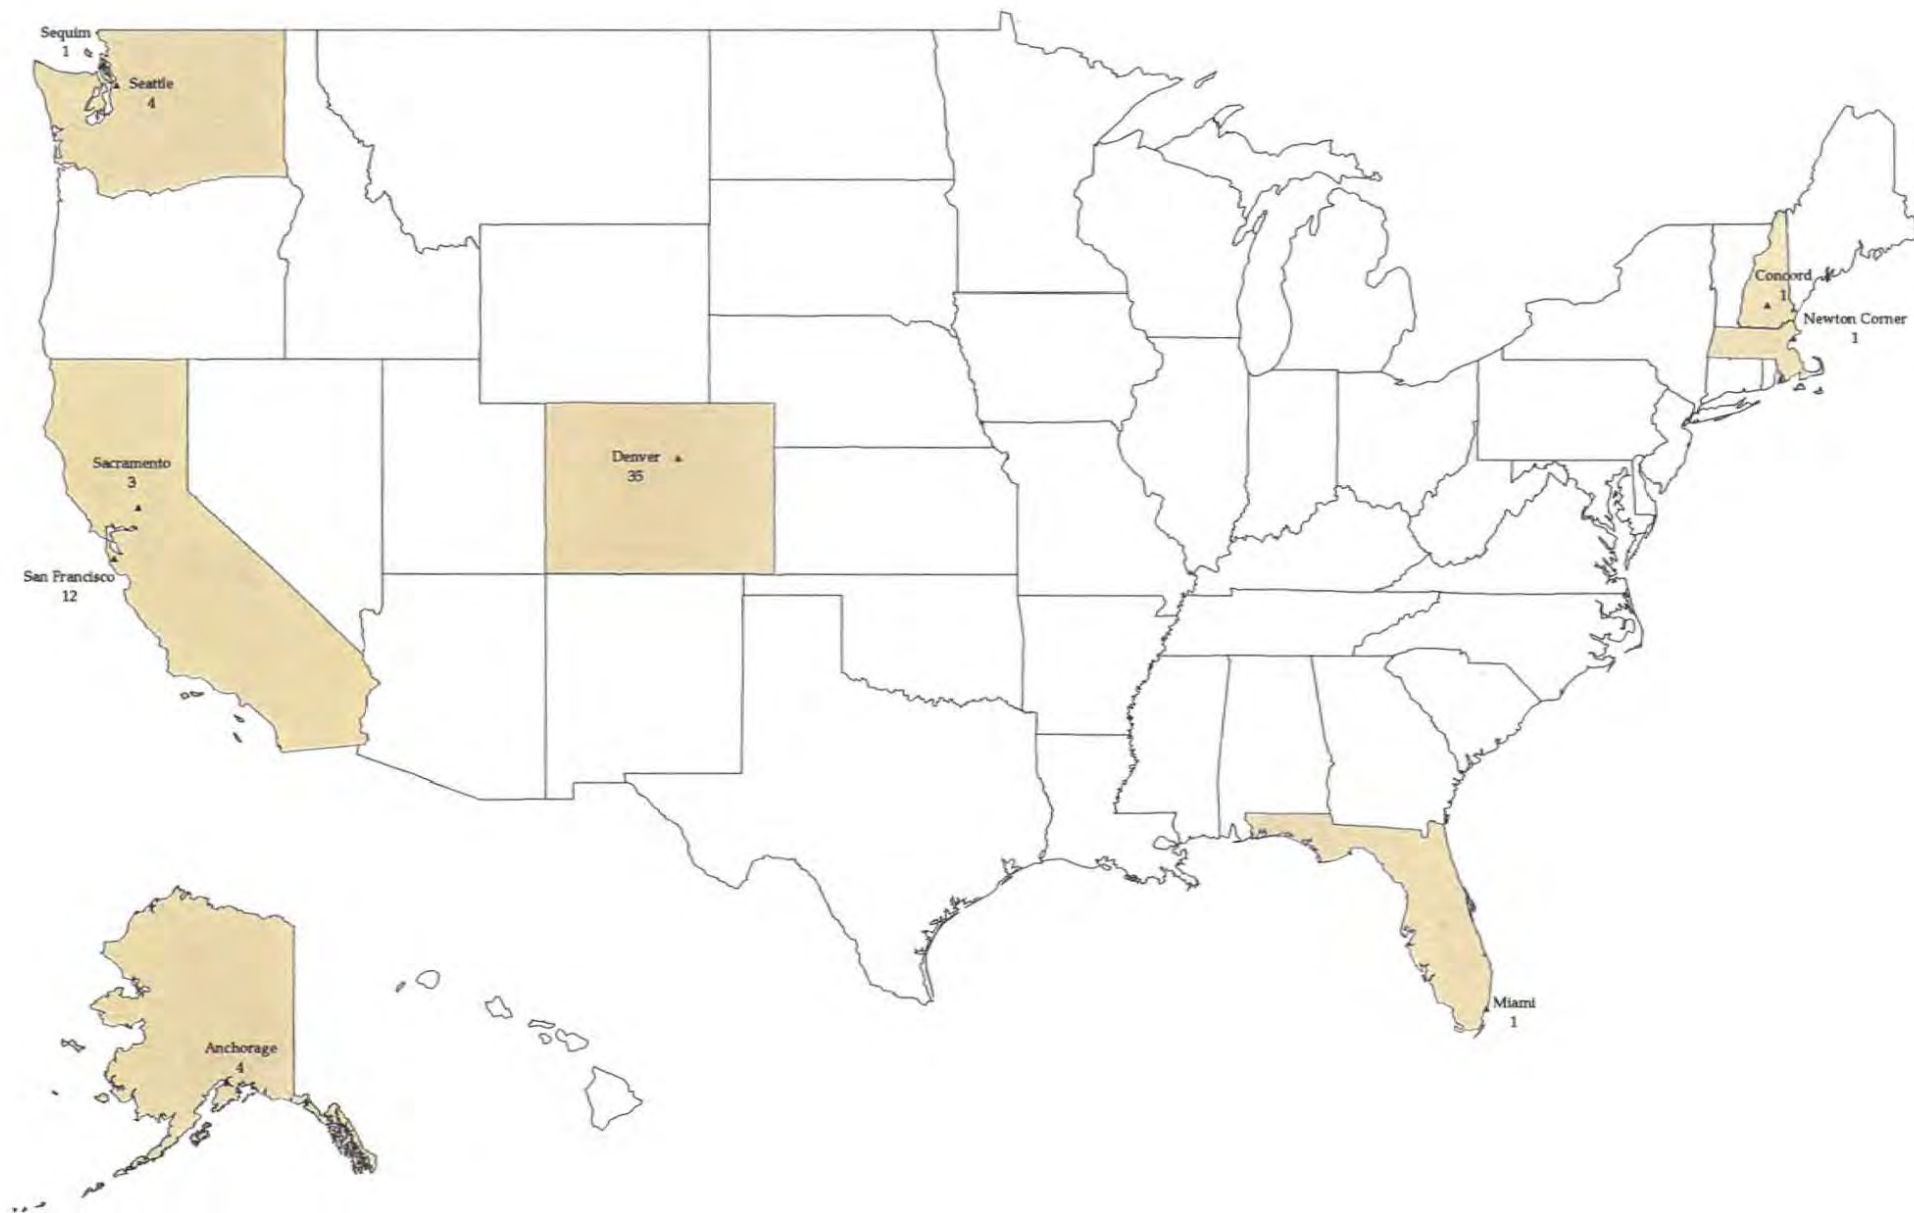 Sequim
1
Seattle
4
Concord
1
Newton Corner
1
Sacramento
3
Denver
35
San Francisco
12
Miami
1
Anchorage
4